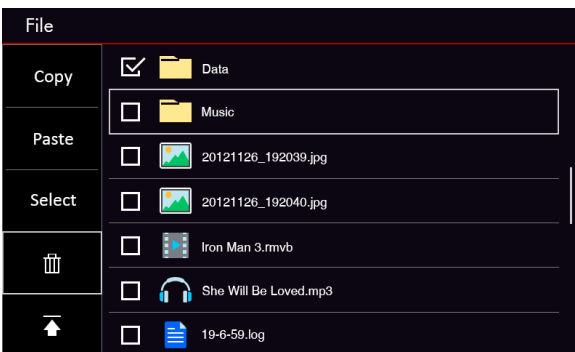 File
Copy
Paste
Select
Data
Music
20121126_192039.jpg
20121126_192040.jpg
Iron Man 3.rmvb
She Will Be Loved.mp3
19-6-59.log